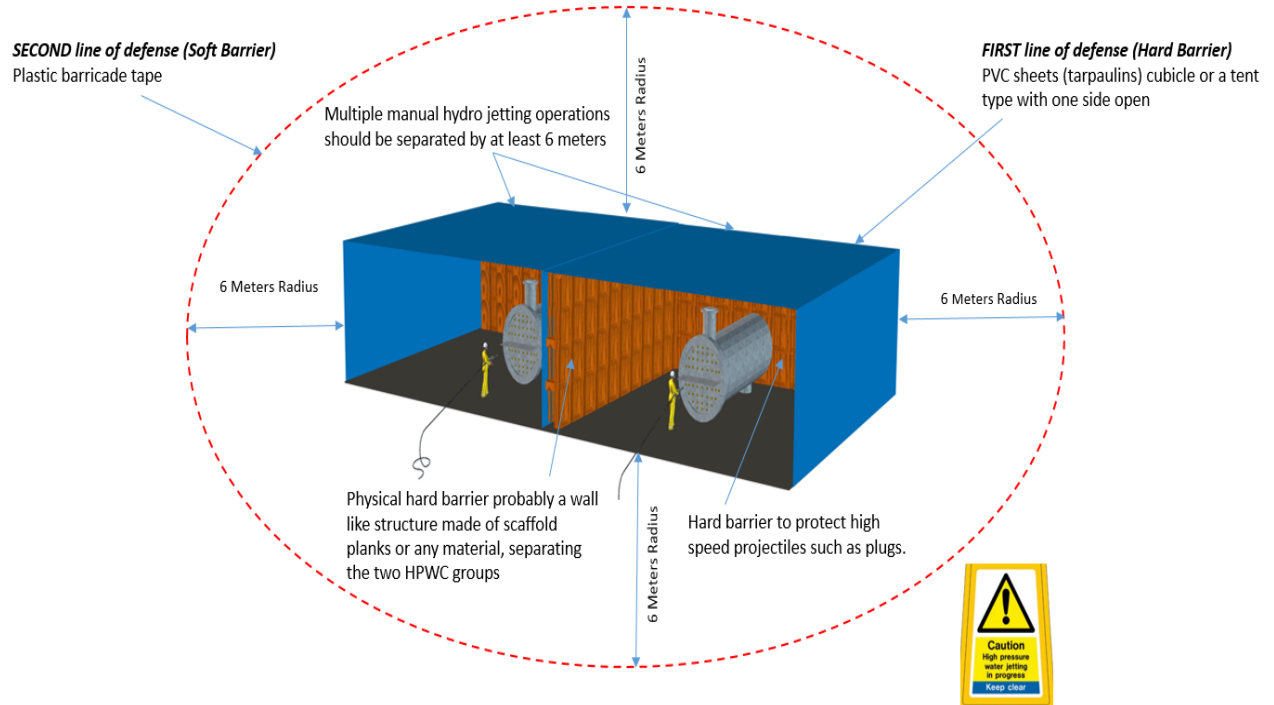 SECOND line of defense (Soft Barrier)
Plastic barricade tape
FIRST line of defense (Hard Barrier)
PVC sheets (tarpaulins) cubicle or a tent
type with one side open
6 Meters Radius
Multiple manual hydro jetting operations
should be separated by at least 6 meters
6 Meters Radius
6 Meters Radius
Physical hard barrier probably a wall
like structure made of scaffold
planks or any material, separating
the two HPWC groups
6 Meters Radius
Hard barrier to protect high
speed projectiles such as plugs.
Caution
High pressure
water jetting
in progress
Keep clear